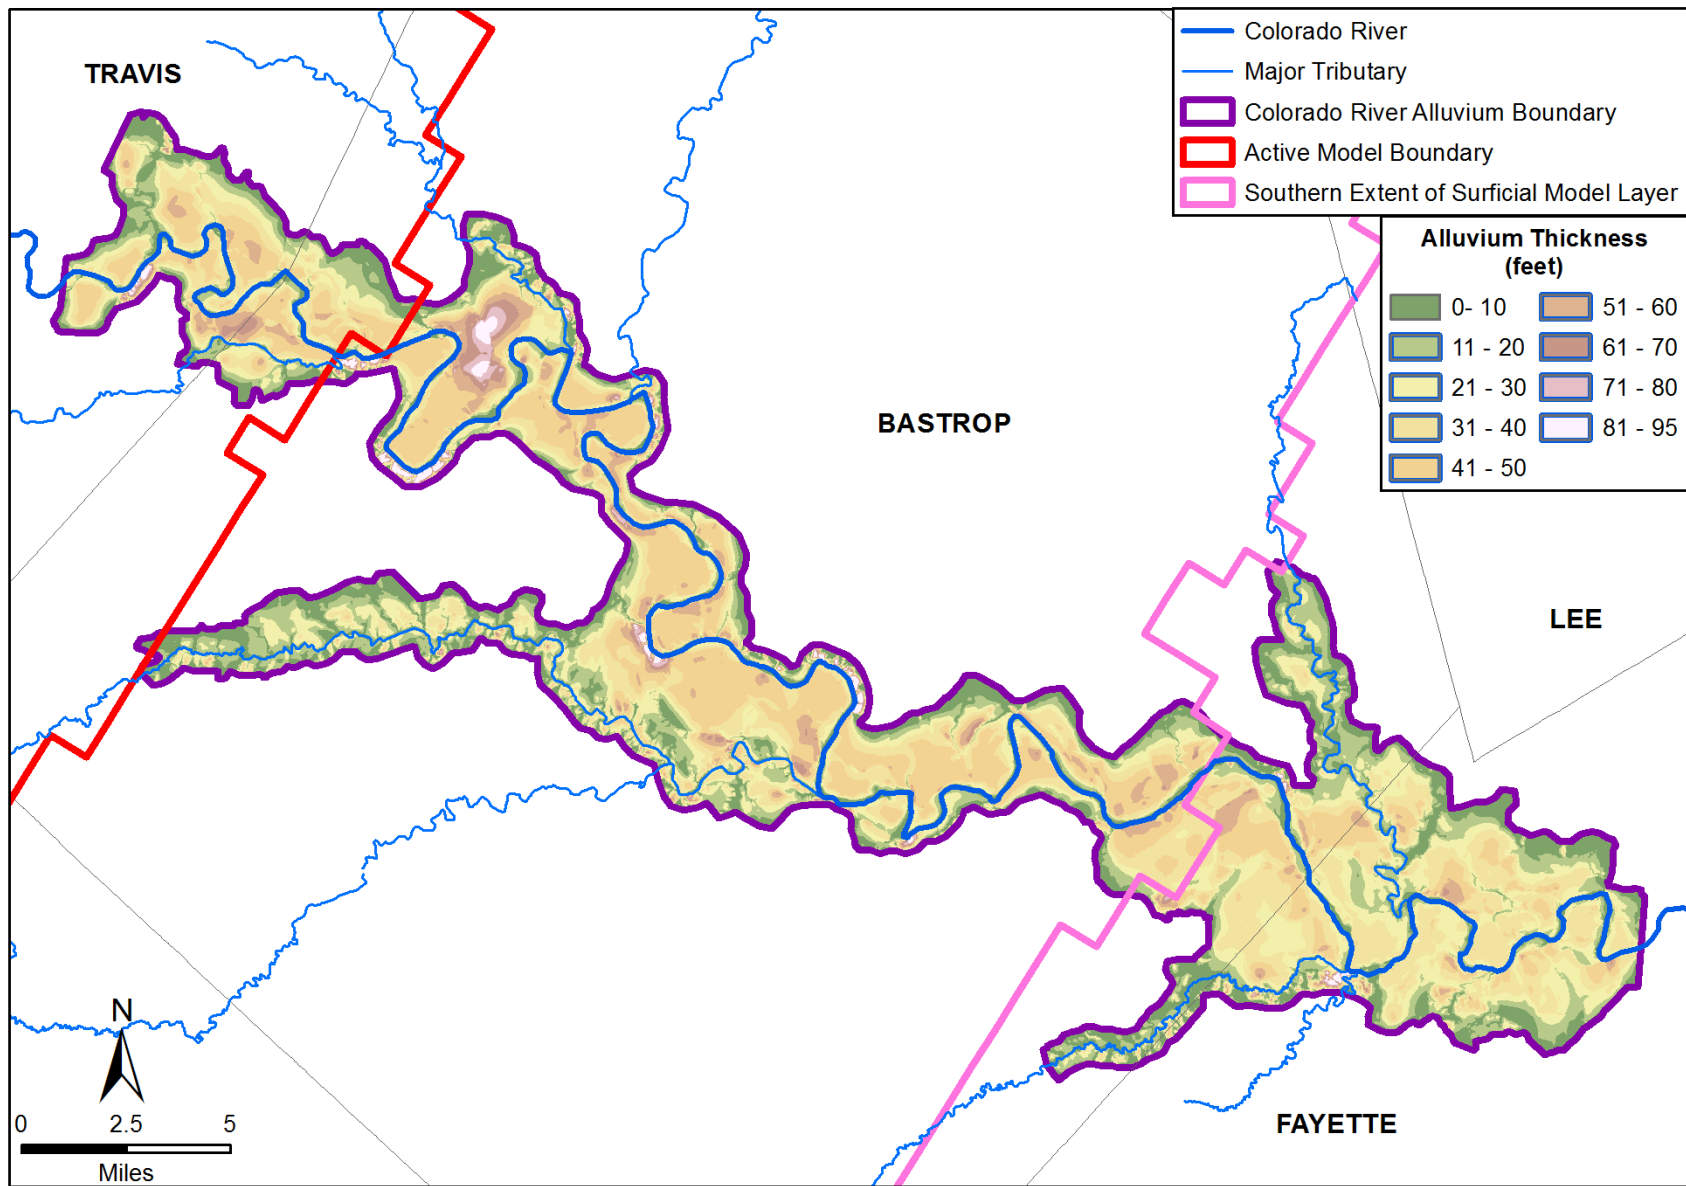 Colorado River
Major Tributary
Colorado River Alluvium Boundary
Active Model Boundary
Southern Extent of Surficial Model Layer
TRAVIS
Alluvium Thickness
(feet)
0- 10
51 - 60
11 - 20
61 - 70
21 - 30
71 - 80
31 - 40
81 - 95
41 - 50
BASTROP
LEE
N
0 2.5 5
Miles
FAYETTE